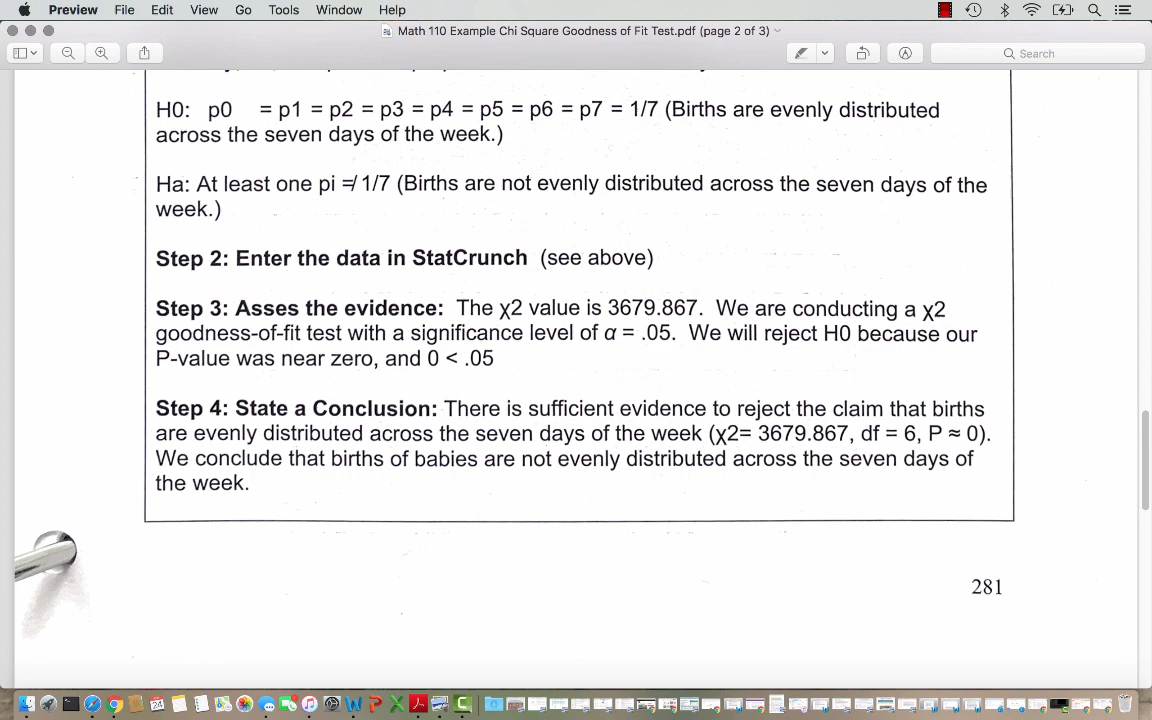 Preview File Edit View Go Tools Window Help
Math 110 Example Chi Square Goodness of Fit Test.pdf (page 2 of 3)
Search
H0: p0 = p1 = p2 = p3 = p4 = p5 = p6 = p7 = 1/7 (Births are evenly distributed
across the seven days of the week.)
Ha: At least one pi ≠ 1/7 (Births are not evenly distributed across the seven days of the
week.)
Step 2: Enter the data in StatCrunch (see above)
Step 3: Asses the evidence: The χ2 value is 3679.867. We are conducting a χ2
goodness-of-fit test with a significance level of α = .05. We will reject H0 because our
P-value was near zero, and 0 < .05
Step 4: State a Conclusion: There is sufficient evidence to reject the claim that births
are evenly distributed across the seven days of the week (χ2= 3679.867, df = 6, P ≈ 0).
We conclude that births of babies are not evenly distributed across the seven days of
the week.
281